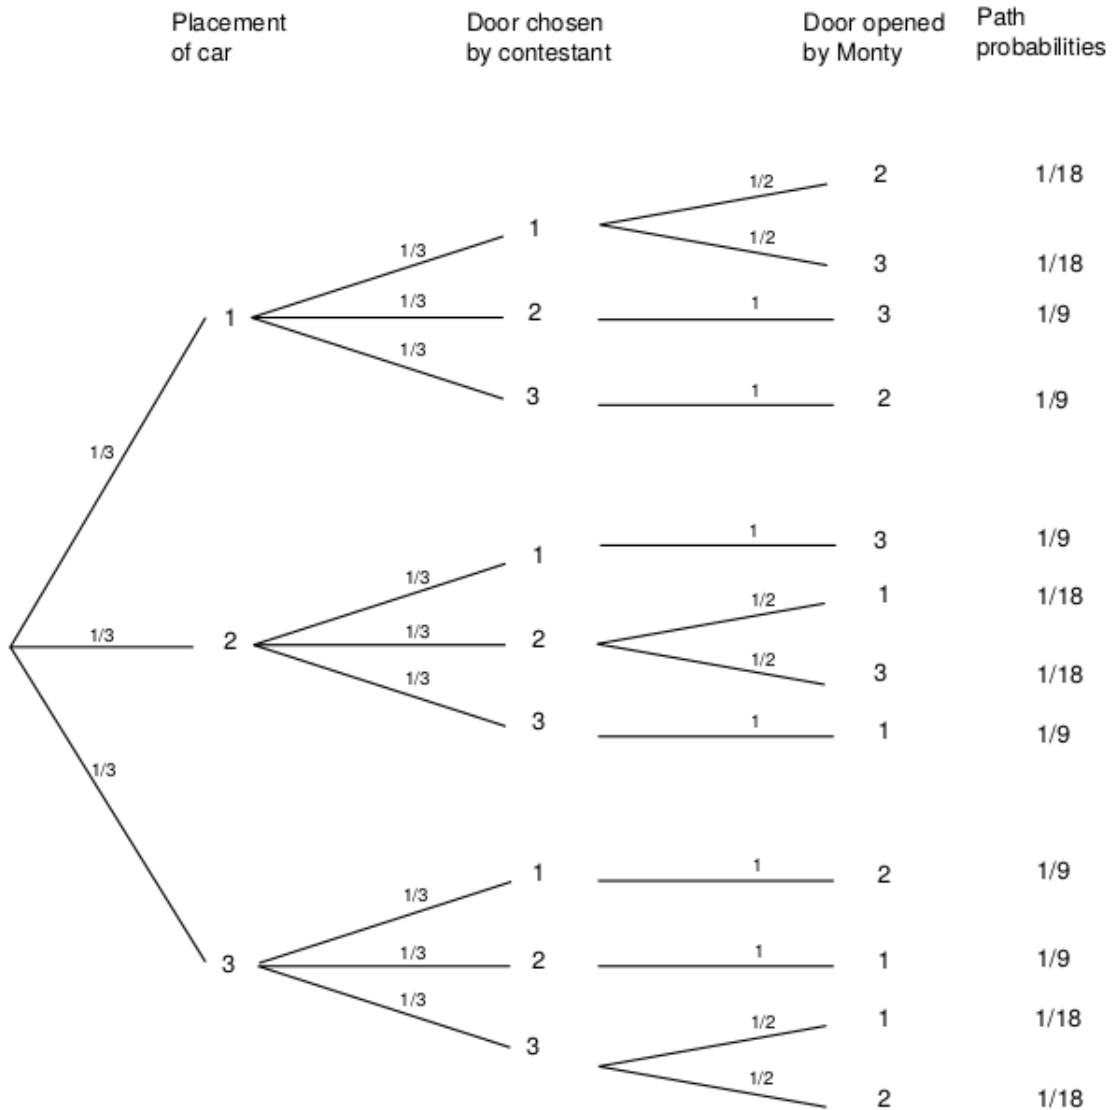 Placement
of car
Door chosen
by contestant
Door opened
by Monty
Path
probabilities
1/2 2 1/18
1/3 1
1/2 3 1/18
1 1/3 2 1 3 1/9
1/3 3 1 2 1/9
1/3
1 1 3 1/9
1/3 1/2 1 1/18
1/3 2 1/3 2
1/2 3 1/18
1/3 3 1 1 1/9
1/3
1/3 1 1 2 1/9
3 1/3 2 1 1 1/9
1/3 3 1/2 1 1/18
1/2 2 1/18